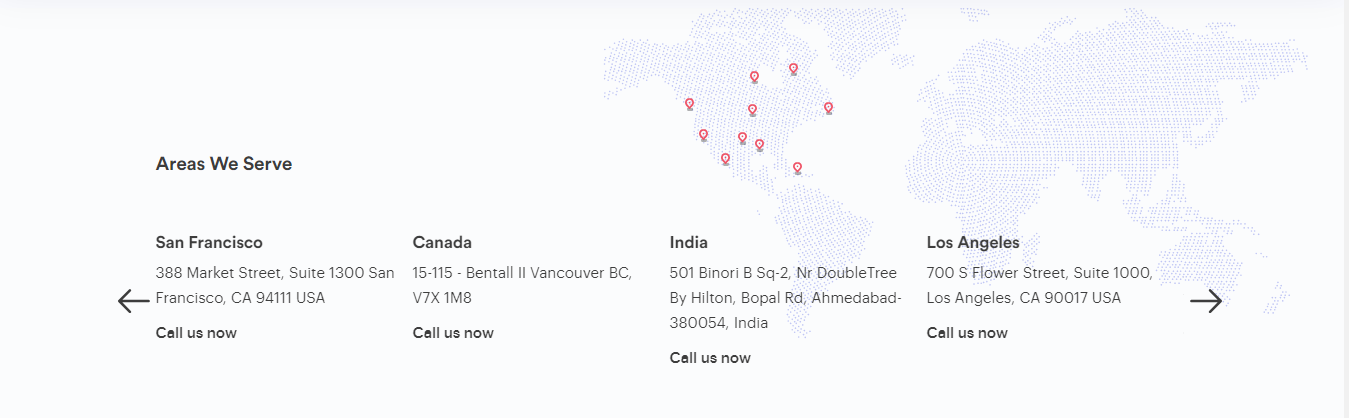 Areas We Serve
San Francisco
388 Market Street, Suite 1300 San
Francisco, CA 94111 USA
Call us now
Canada
15-115 - Bentall II Vancouver BC,
V7X 1M8
Call us now
India
501 Binori B Sq-2, Nr DoubleTree
By Hilton, Bopal Rd, Ahmedabad-
380054, India
Call us now
Los Angeles
700 S Flower Street, Suite 1000,
Los Angeles, CA 90017 USA
Call us now